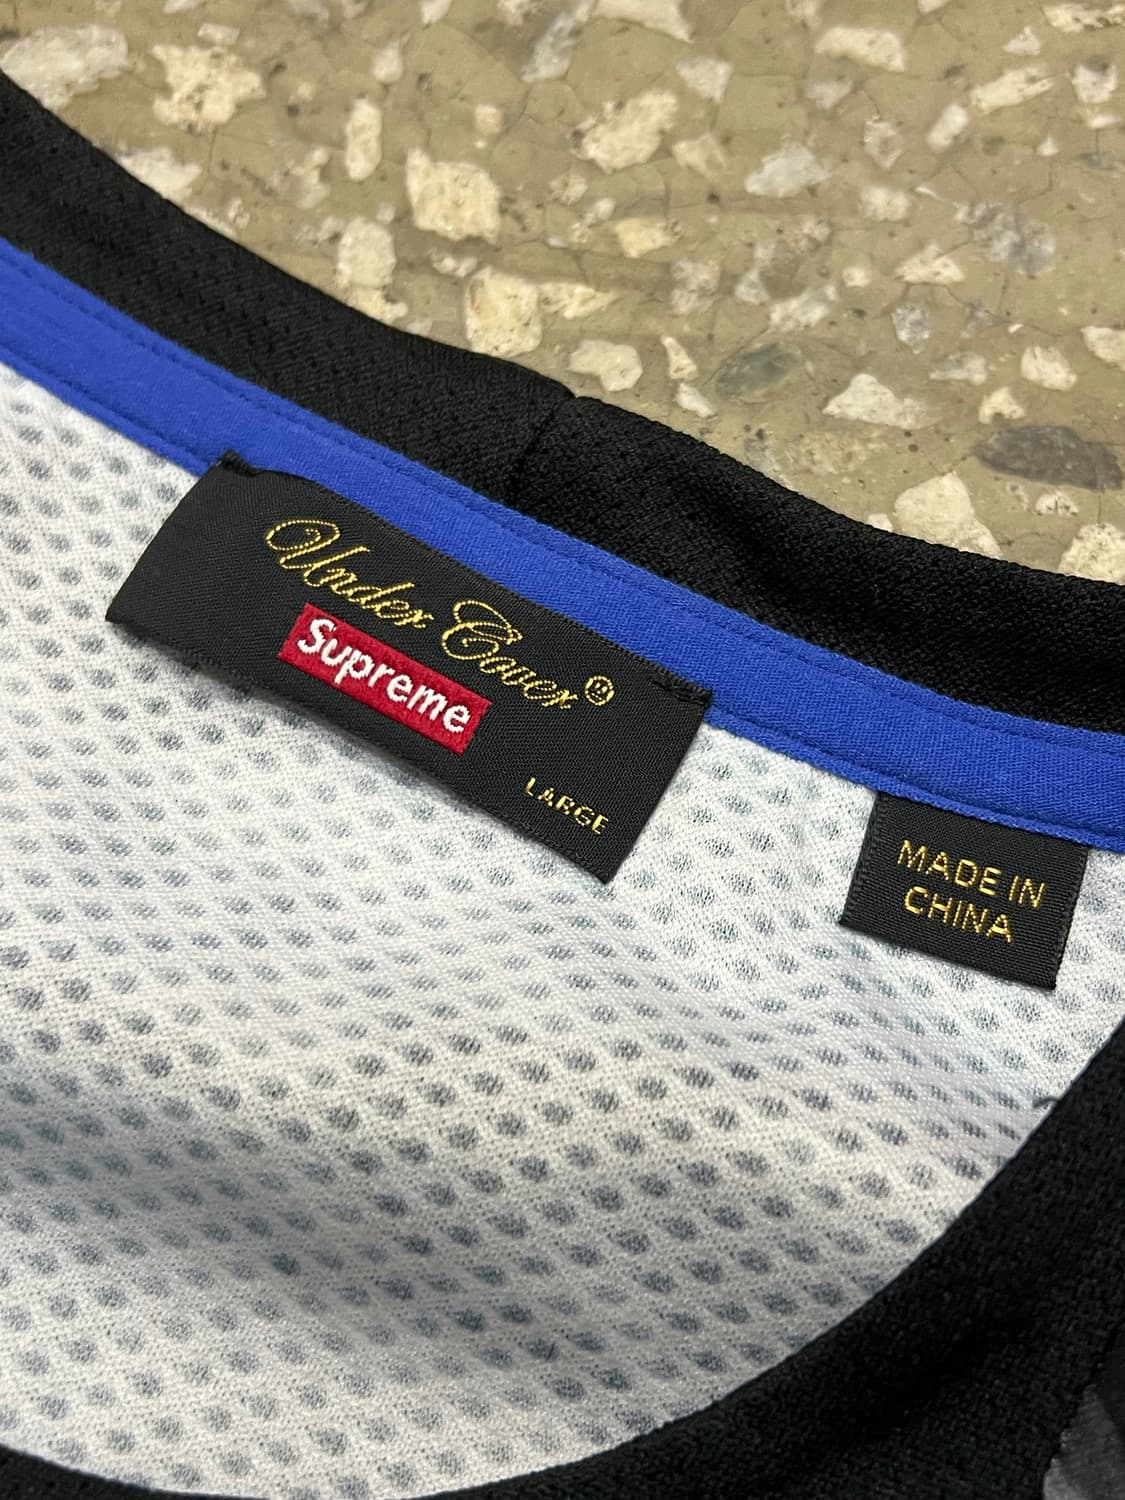 Under Cover®
Supreme
LARGE
MADE IN
CHINA